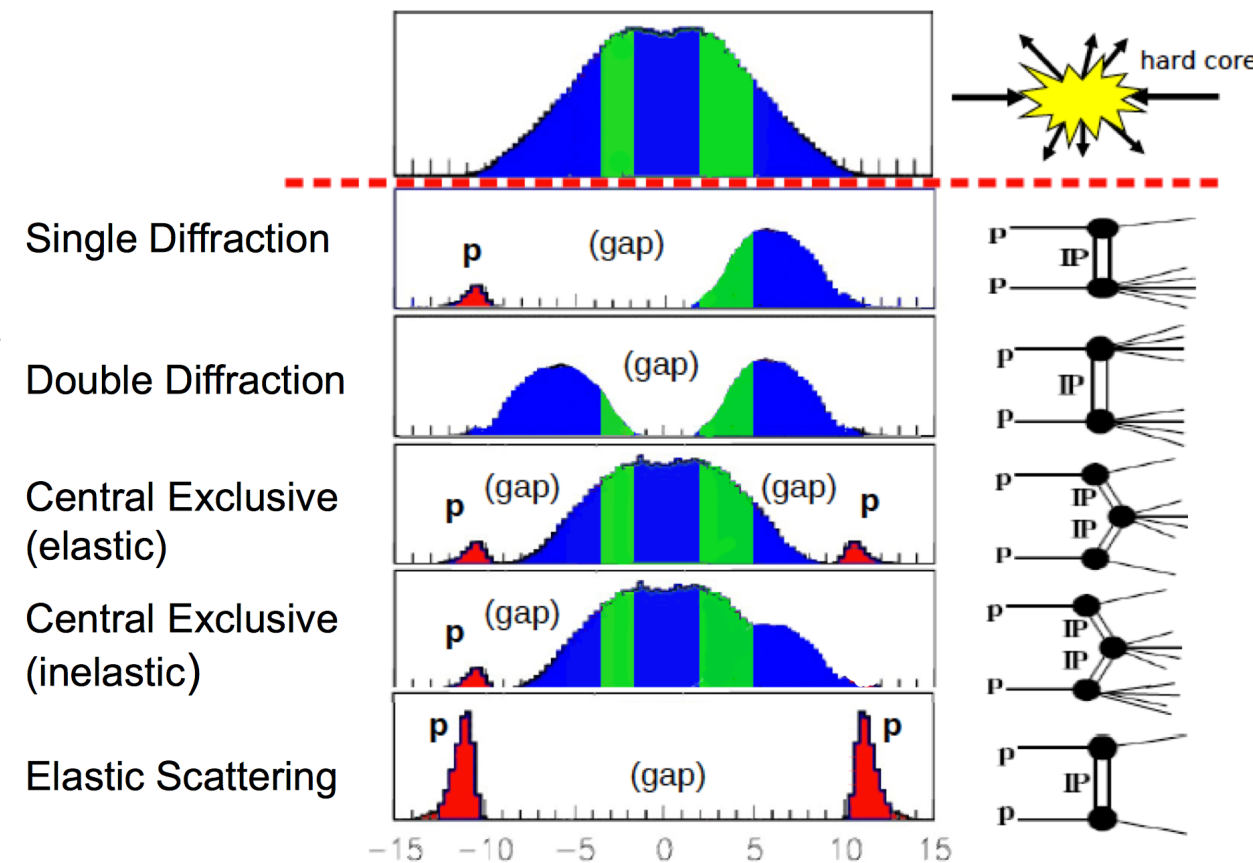 hard core
Single Diffraction
p
(gap)
p
IP
p
Double Diffraction
(gap)
p
IP
p
Central Exclusive
(elastic)
p
(gap)
(gap)
p
p
IP
IP
p
Central Exclusive
(inelastic)
p
(gap)
p
IP
IP
p
Elastic Scattering
p
(gap)
p
p
IP
p
−15 −10 −5 0 5 10 15